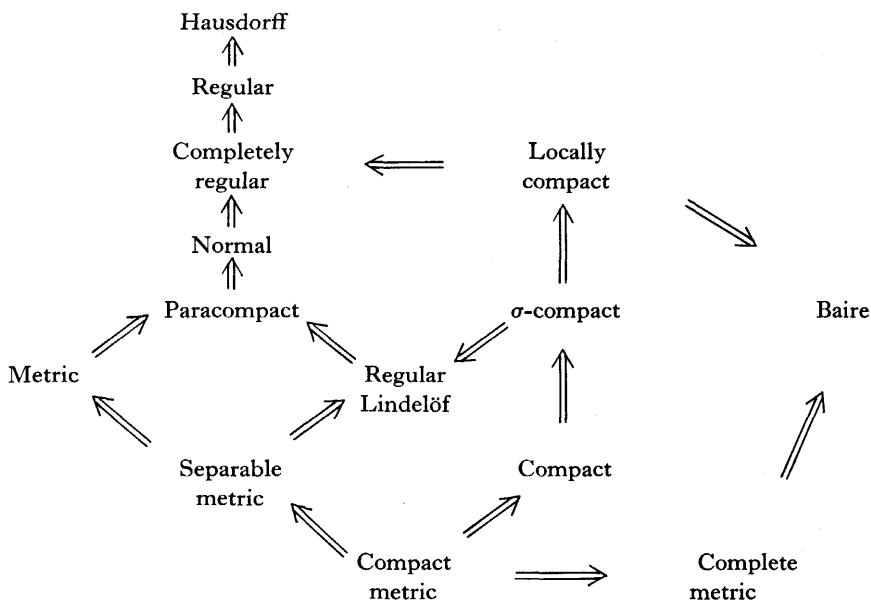 Hausdorff
Regular
Completely
regular
Locally
compact
Normal
Paracompact
σ-compact
Baire
Metric
Regular
Lindelöf
Separable
metric
Compact
Compact
metric
Complete
metric